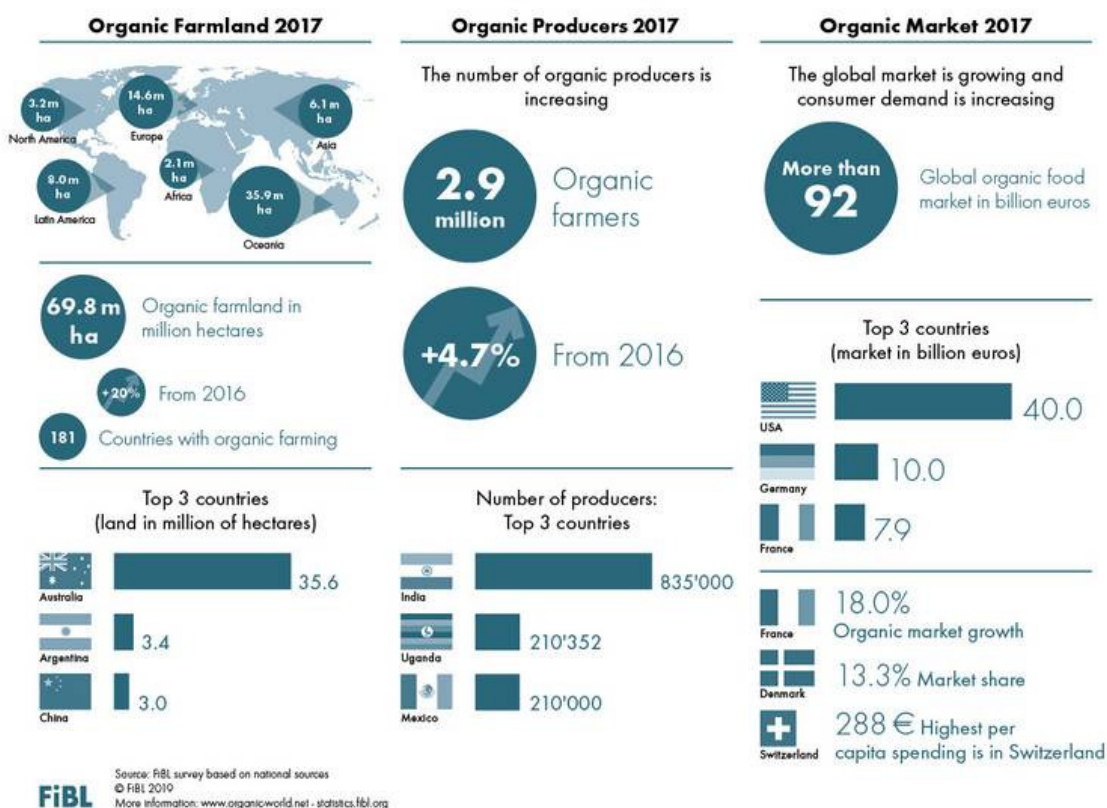 Organic Farmland 2017
3.2m
ha
North America
14.6m
ha
Europe
6.1m
ha
Asia
8.0m
ha
Latin America
2.1m
ha
Africa
35.9m
ha
Oceania
69.8m
ha
Organic farmland in
million hectares
+20%
From 2016
181
Countries with organic farming
Top 3 countries
(land in million of hectares)
Australia
35.6
Argentina
3.4
China
3.0
Organic Producers 2017
The number of organic producers is
increasing
2.9
million
Organic
farmers
+4.7%
From 2016
Number of producers:
Top 3 countries
India
835'000
Uganda
210'352
Mexico
210'000
Organic Market 2017
The global market is growing and
consumer demand is increasing
More than
92
Global organic food
market in billion euros
Top 3 countries
(market in billion euros)
USA
40.0
Germany
10.0
France
7.9
France
18.0%
Organic market growth
Denmark
13.3% Market share
Switzerland
288 € Highest per
capita spending is in Switzerland
FiBL
Source: FiBL survey based on national sources
© FiBL 2019
More information: www.organic-world.net - statistics.fibl.org